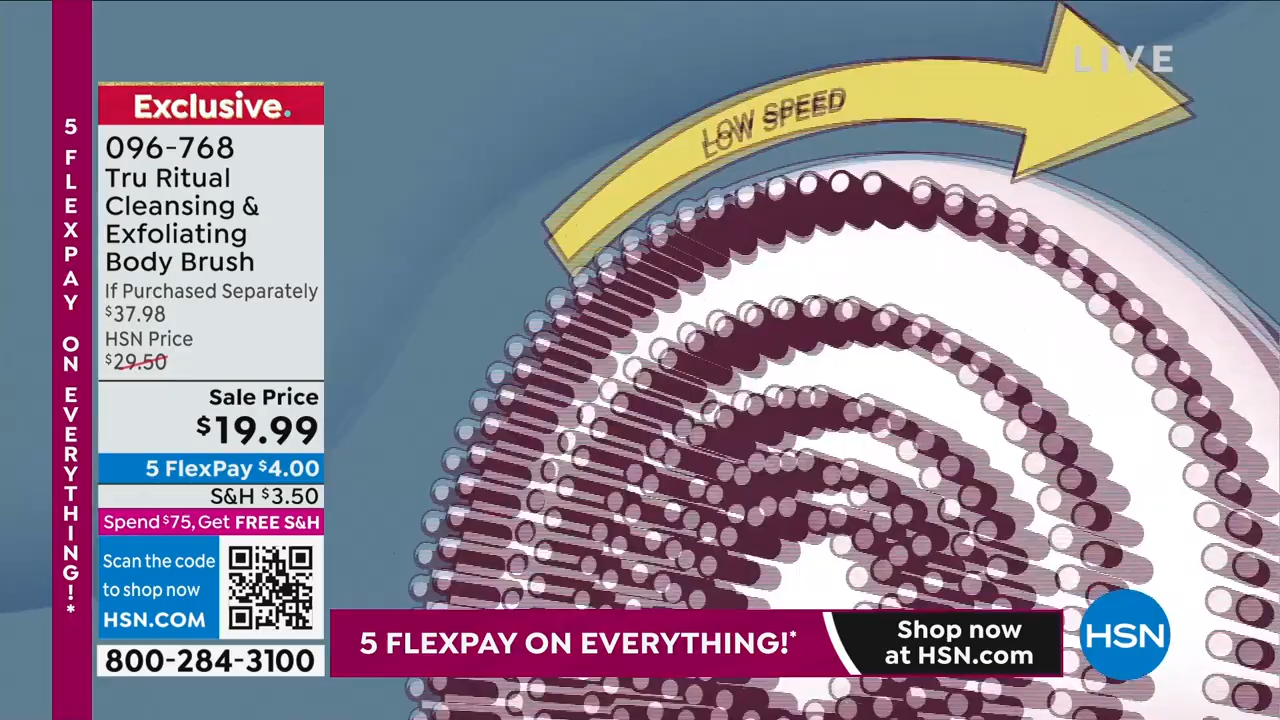 5 FLEXPAY ON EVERYTHING!*
Exclusive.
096-768
Tru Ritual
Cleansing &
Exfoliating
Body Brush
If Purchased Separately
$37.98
HSN Price
$29.50
Sale Price
$19.99
5 FlexPay $4.00
S&H $3.50
Spend $75, Get FREE S&H
Scan the code
to shop now
HSN.COM
800-284-3100
LOW SPEED
LIVE
5 FLEXPAY ON EVERYTHING!*
Shop now
at HSN.com
HSN